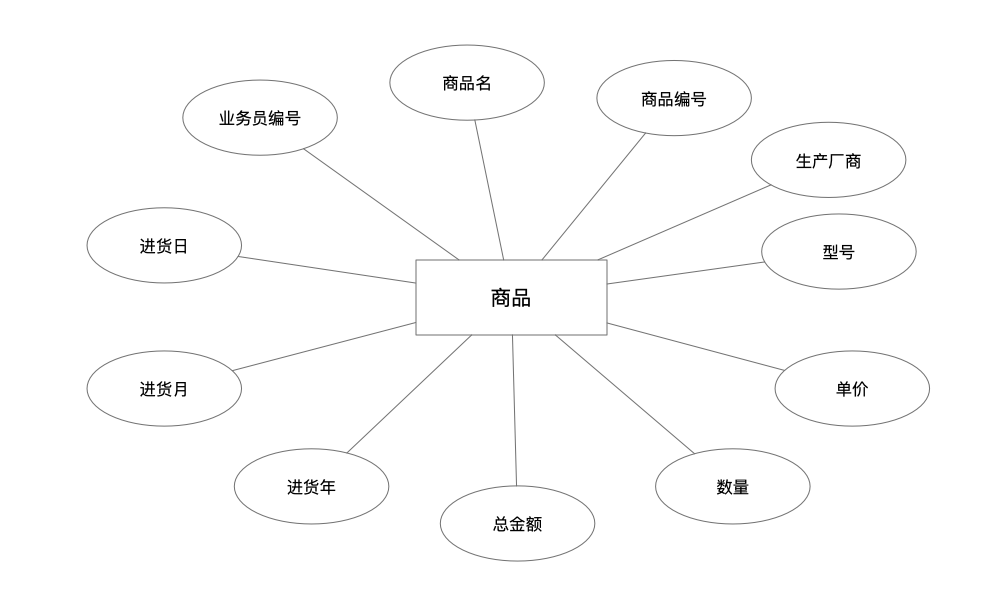 商品名
商品编号
业务员编号
生产厂商
进货日
型号
商品
进货月
单价
进货年
数量
总金额